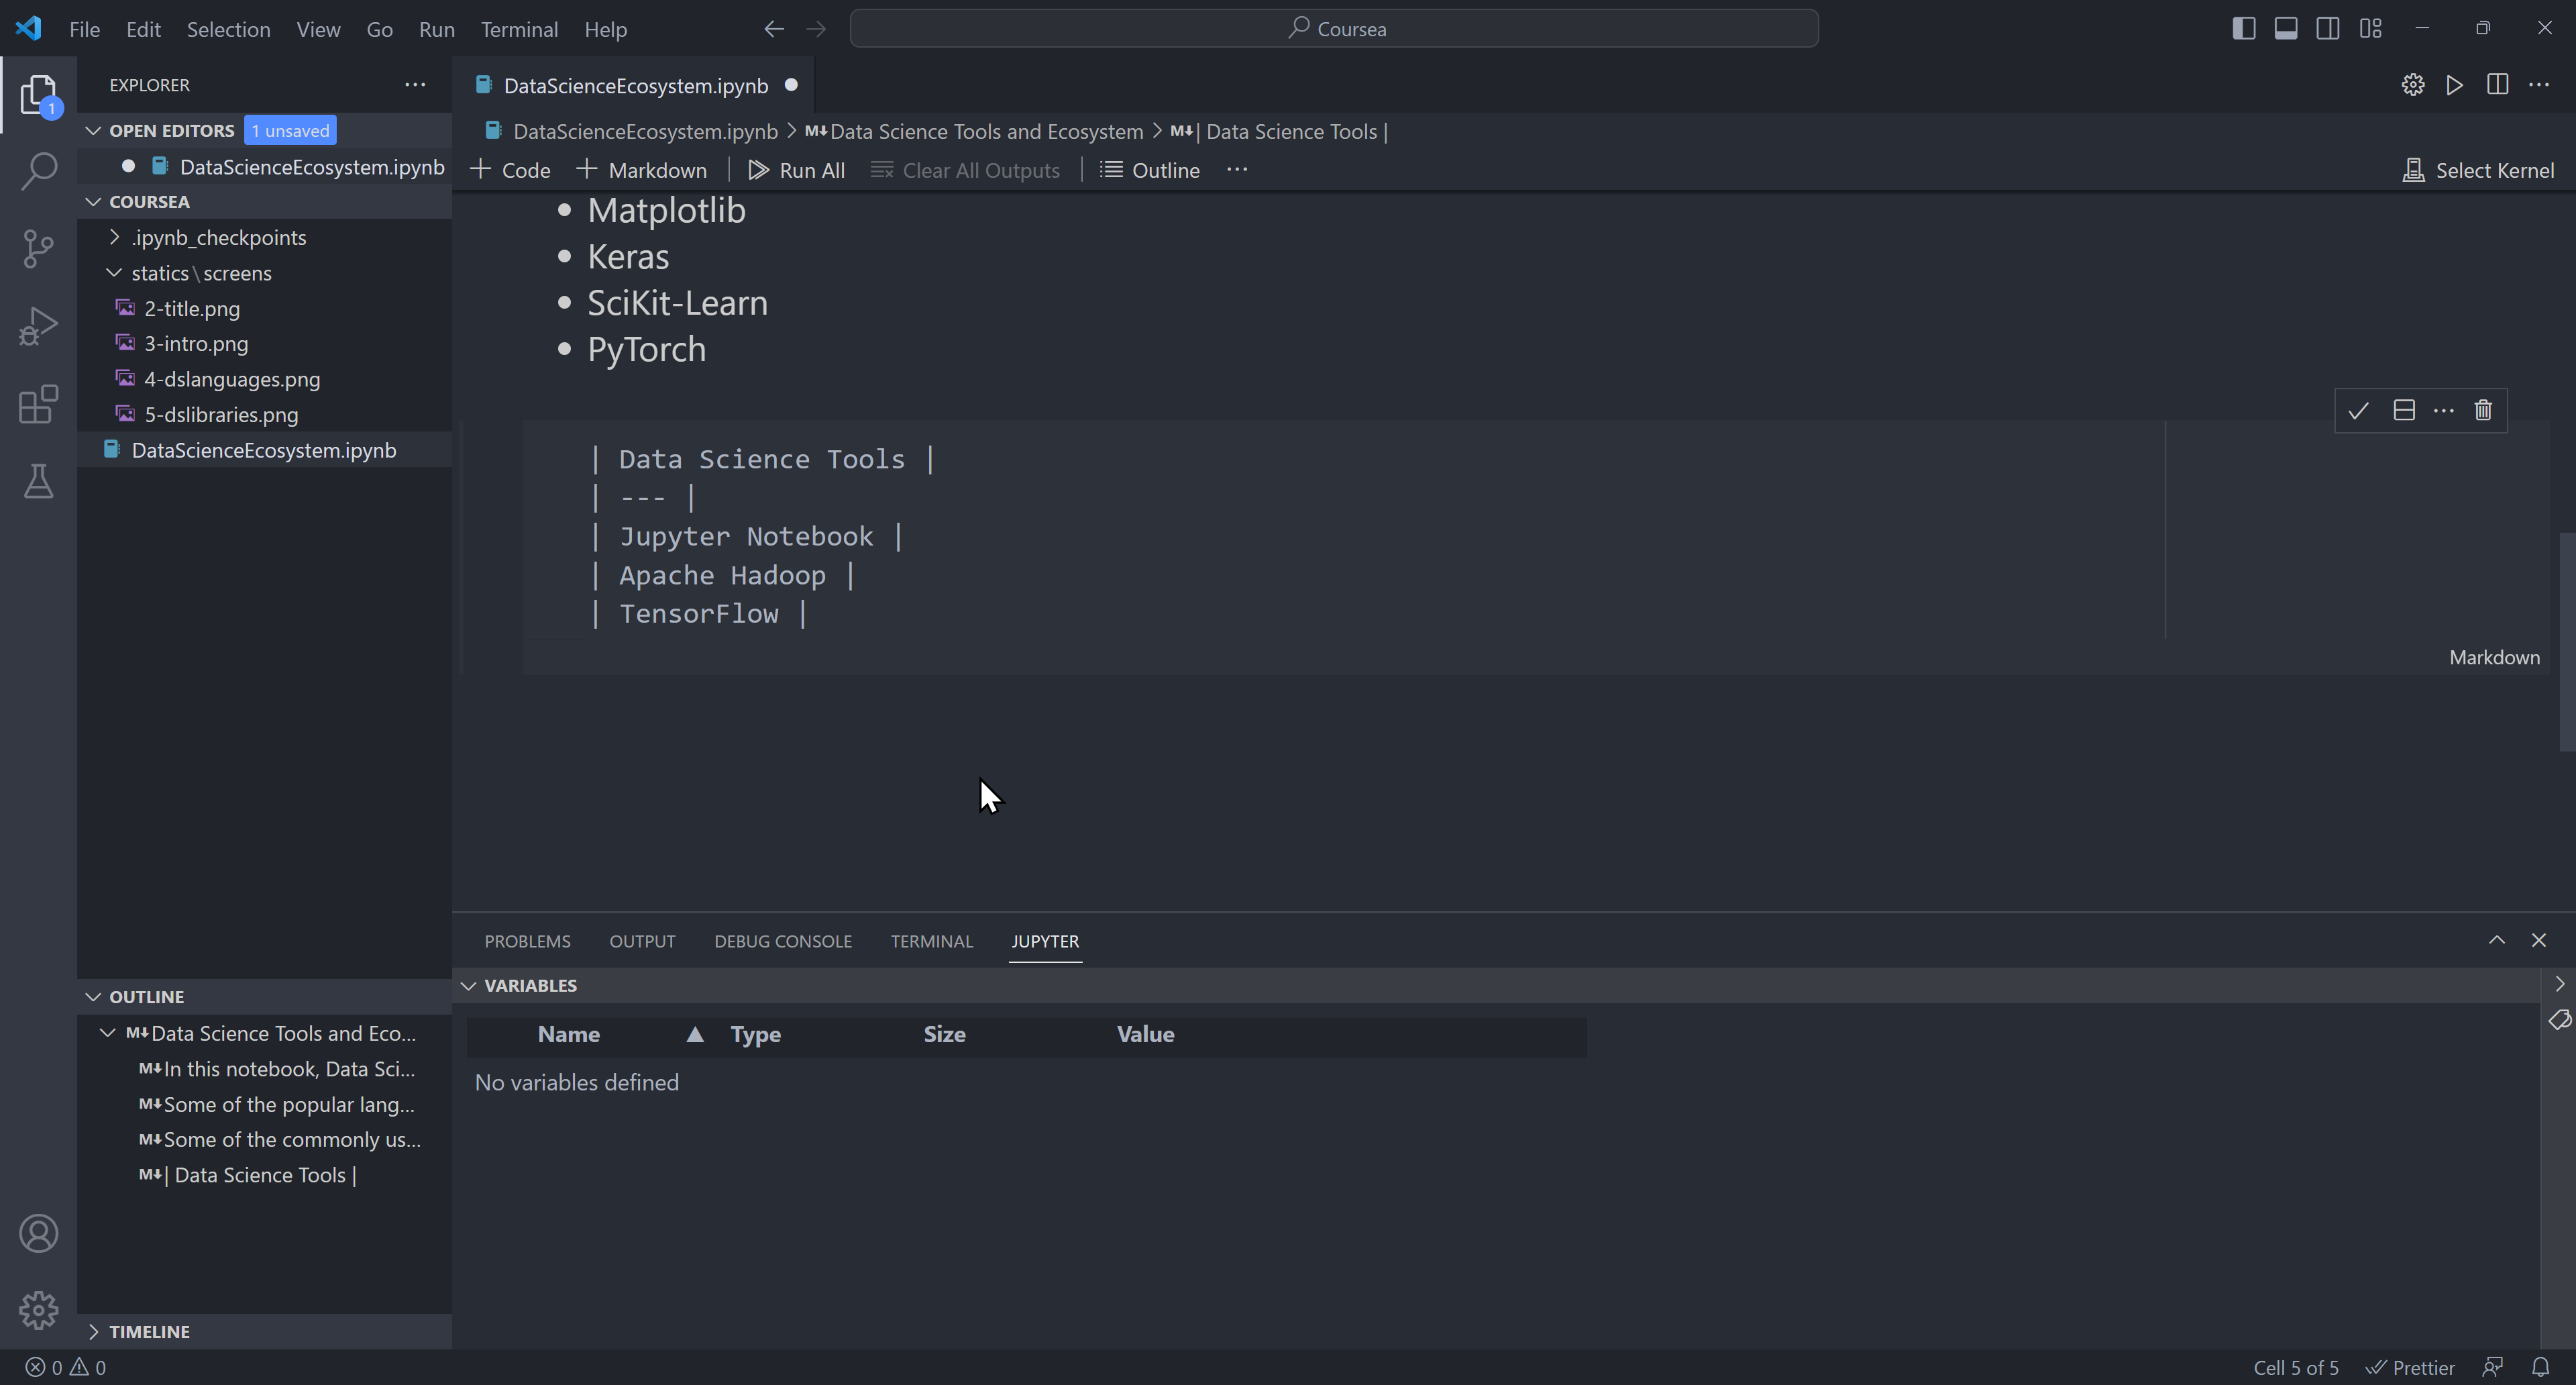 File Edit Selection View Go Run Terminal Help
Coursea
EXPLORER
1
OPEN EDITORS 1 unsaved
DataScienceEcosystem.ipynb
COURSEA
.ipynb_checkpoints
statics\screens
2-title.png
3-intro.png
4-dslanguages.png
5-dslibraries.png
DataScienceEcosystem.ipynb
OUTLINE
M↓Data Science Tools and Eco...
M↓In this notebook, Data Sci...
M↓Some of the popular lang...
M↓Some of the commonly us...
M↓| Data Science Tools |
TIMELINE
DataScienceEcosystem.ipynb
DataScienceEcosystem.ipynb > M↓Data Science Tools and Ecosystem > M↓| Data Science Tools |
+ Code + Markdown | Run All Clear All Outputs | Outline ... Select Kernel
• Matplotlib
• Keras
• SciKit-Learn
• PyTorch
| Data Science Tools |
| --- |
| Jupyter Notebook |
| Apache Hadoop |
| TensorFlow |
Markdown
PROBLEMS OUTPUT DEBUG CONSOLE TERMINAL JUPYTER
VARIABLES
Name ▲ Type Size Value
No variables defined
0 0
Cell 5 of 5 Prettier